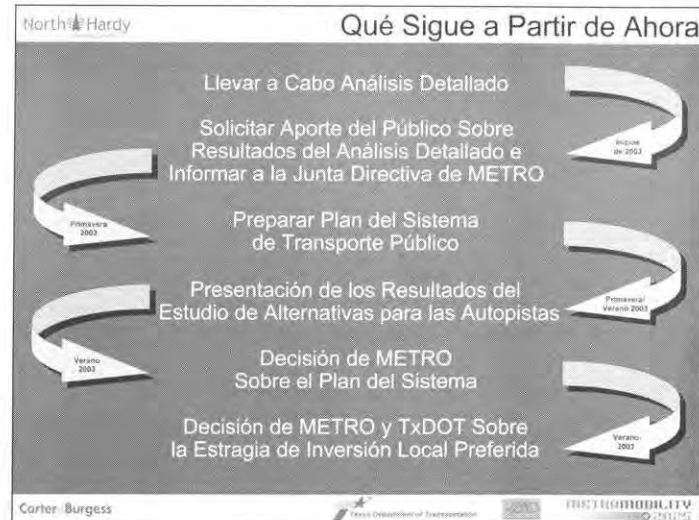 North Hardy
Qué Sigue a Partir de Ahora
Llevar a Cabo Análisis Detallado
Solicitar Aporte del Público Sobre
Resultados del Análisis Detallado e
Informar a la Junta Directiva de METRO
de 2003
Primavera
2003
Preparar Plan del Sistema
de Transporte Público
Presentación de los Resultados del
Estudio de Alternativas para las Autopistas
Primavera/
Verano 2003
Verano
2003
Decisión de METRO
Sobre el Plan del Sistema
Decisión de METRO y TxDOT Sobre
la Estragia de Inversión Local Preferida
Verano
2003
Carter Burgess
Texas Department of Transportation
METROMOBILITY
2025